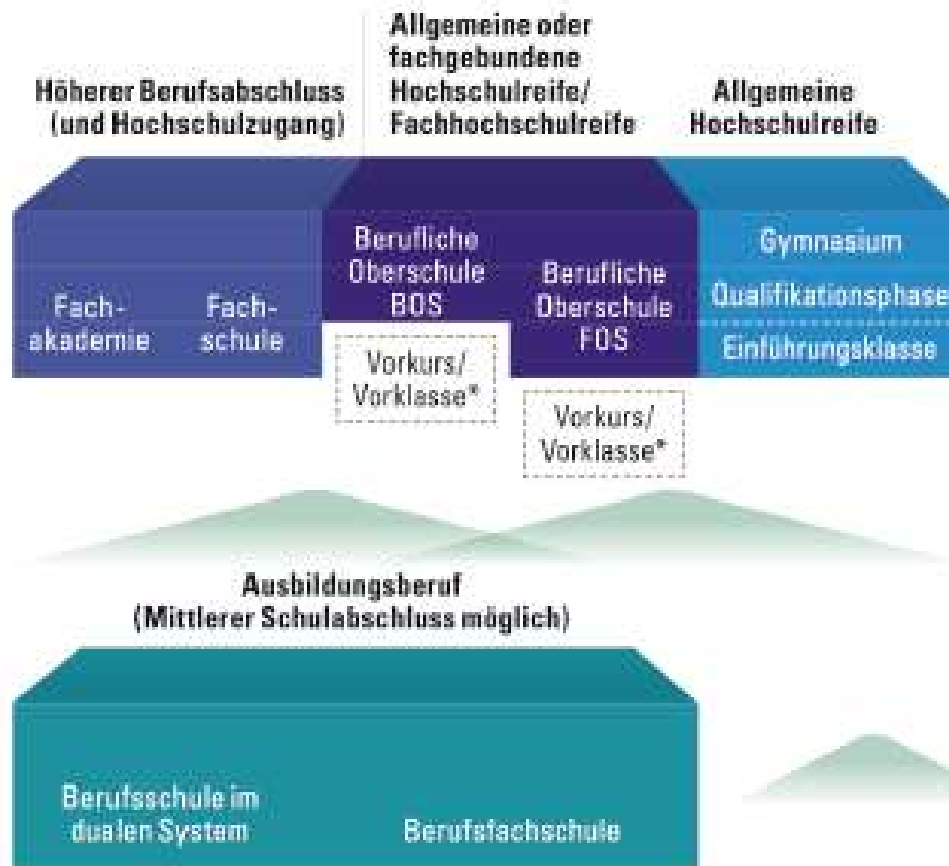 Höherer Berufsabschluss
(und Hochschulzugang)
Allgemeine oder
fachgebundene
Hochschulreife/
Fachhochschulreife
Allgemeine
Hochschulreife
Fach-
akademie
Fach-
schule
Berufliche
Oberschule
BOS
Vorkurs/
Vorklasse*
Berufliche
Oberschule
FOS
Vorkurs/
Vorklasse*
Gymnasium
Qualifikationsphase
Einführungsklasse
Ausbildungsberuf
(Mittlerer Schulabschluss möglich)
Berufsschule im
dualen System
Berufsfachschule